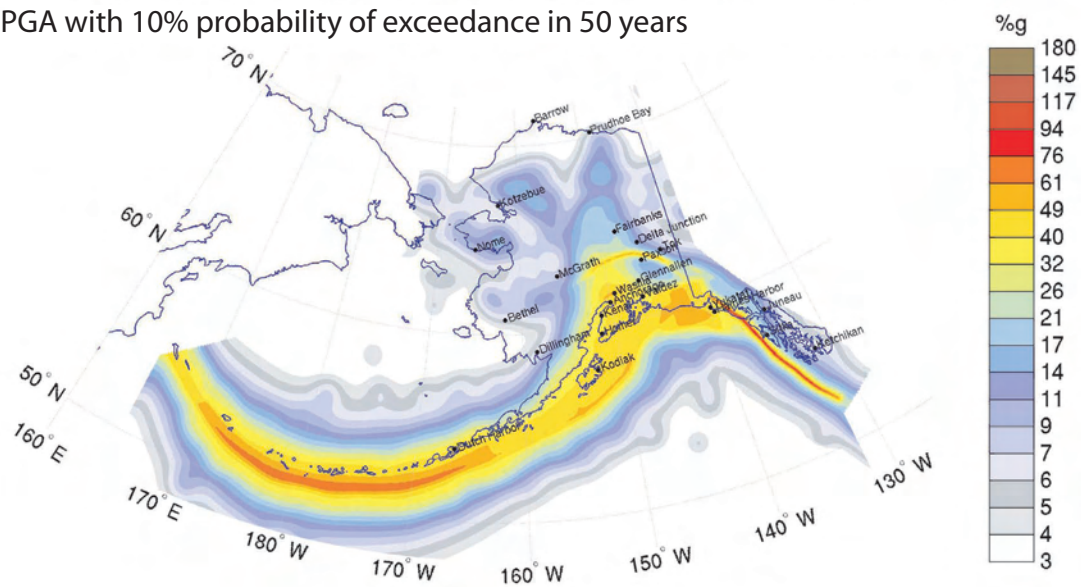 PGA with 10% probability of exceedance in 50 years
%g
180
145
117
94
76
61
49
40
32
26
21
17
14
11
9
7
6
5
4
3
70° N
60° N
50° N
160° E
170° E
180° W
170° W
160° W
150° W
140° W
130° W
Barrow
Prudhoe Bay
Kotzebue
Nome
Fairbanks
Delta Junction
Tok
McGrath
Glennallen
Wasilla
Anchorage
Valdez
Kenai
Homer
Bethel
Dillingham
Kodiak
Dutch Harbor
Yakutat
Juneau
Sitka
Ketchikan